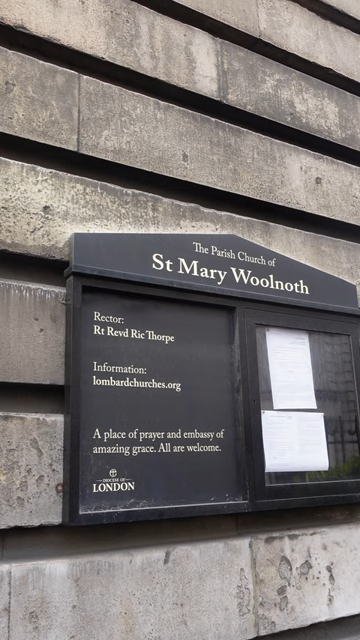 The Parish Church of
St Mary Woolnoth
Rector:
Rt Revd Ric Thorpe
Information:
lombardchurches.org
A place of prayer and embassy of
amazing grace. All are welcome.
DIOCESE OF
LONDON